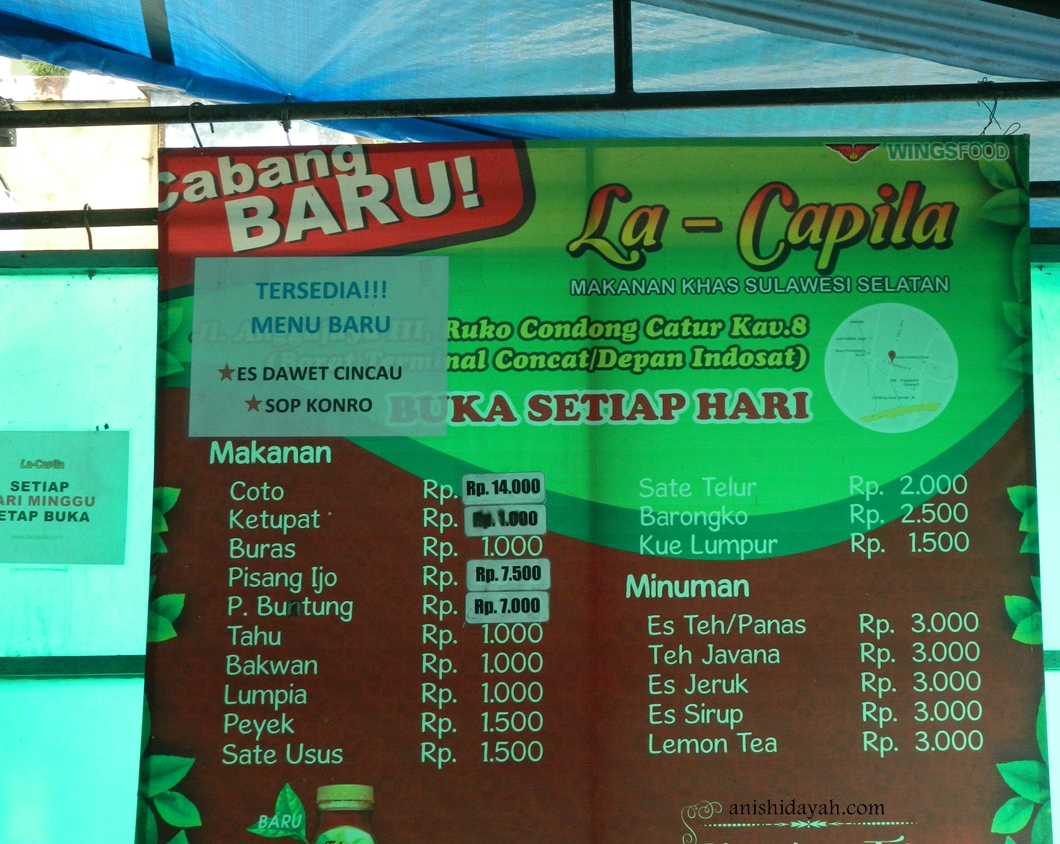 Cabang
BARU!
WINGSFOOD
La - Capila
MAKANAN KHAS SULAWESI SELATAN
TERSEDIA!!!
MENU BARU
★ES DAWET CINCAU
★SOP KONRO
Ruko Condong Catur Kav.8
nal Concat/Depan Indosat)
BUKA SETIAP HARI
La-Capila
SETIAP
ARI MINGGU
ETAP BUKA
Makanan
Coto Rp. Rp. 14.000
Ketupat Rp. Rp. 1.000
Buras Rp. 1.000
Pisang Ijo Rp. Rp. 7.500
P. Buntung Rp. Rp. 7.000
Tahu Rp. 1.000
Bakwan Rp. 1.000
Lumpia Rp. 1.000
Peyek Rp. 1.500
Sate Usus Rp. 1.500
Sate Telur Rp. 2.000
Barongko Rp. 2.500
Kue Lumpur Rp. 1.500
Minuman
Es Teh/Panas Rp. 3.000
Teh Javana Rp. 3.000
Es Jeruk Rp. 3.000
Es Sirup Rp. 3.000
Lemon Tea Rp. 3.000
BARU
anishidayah.com